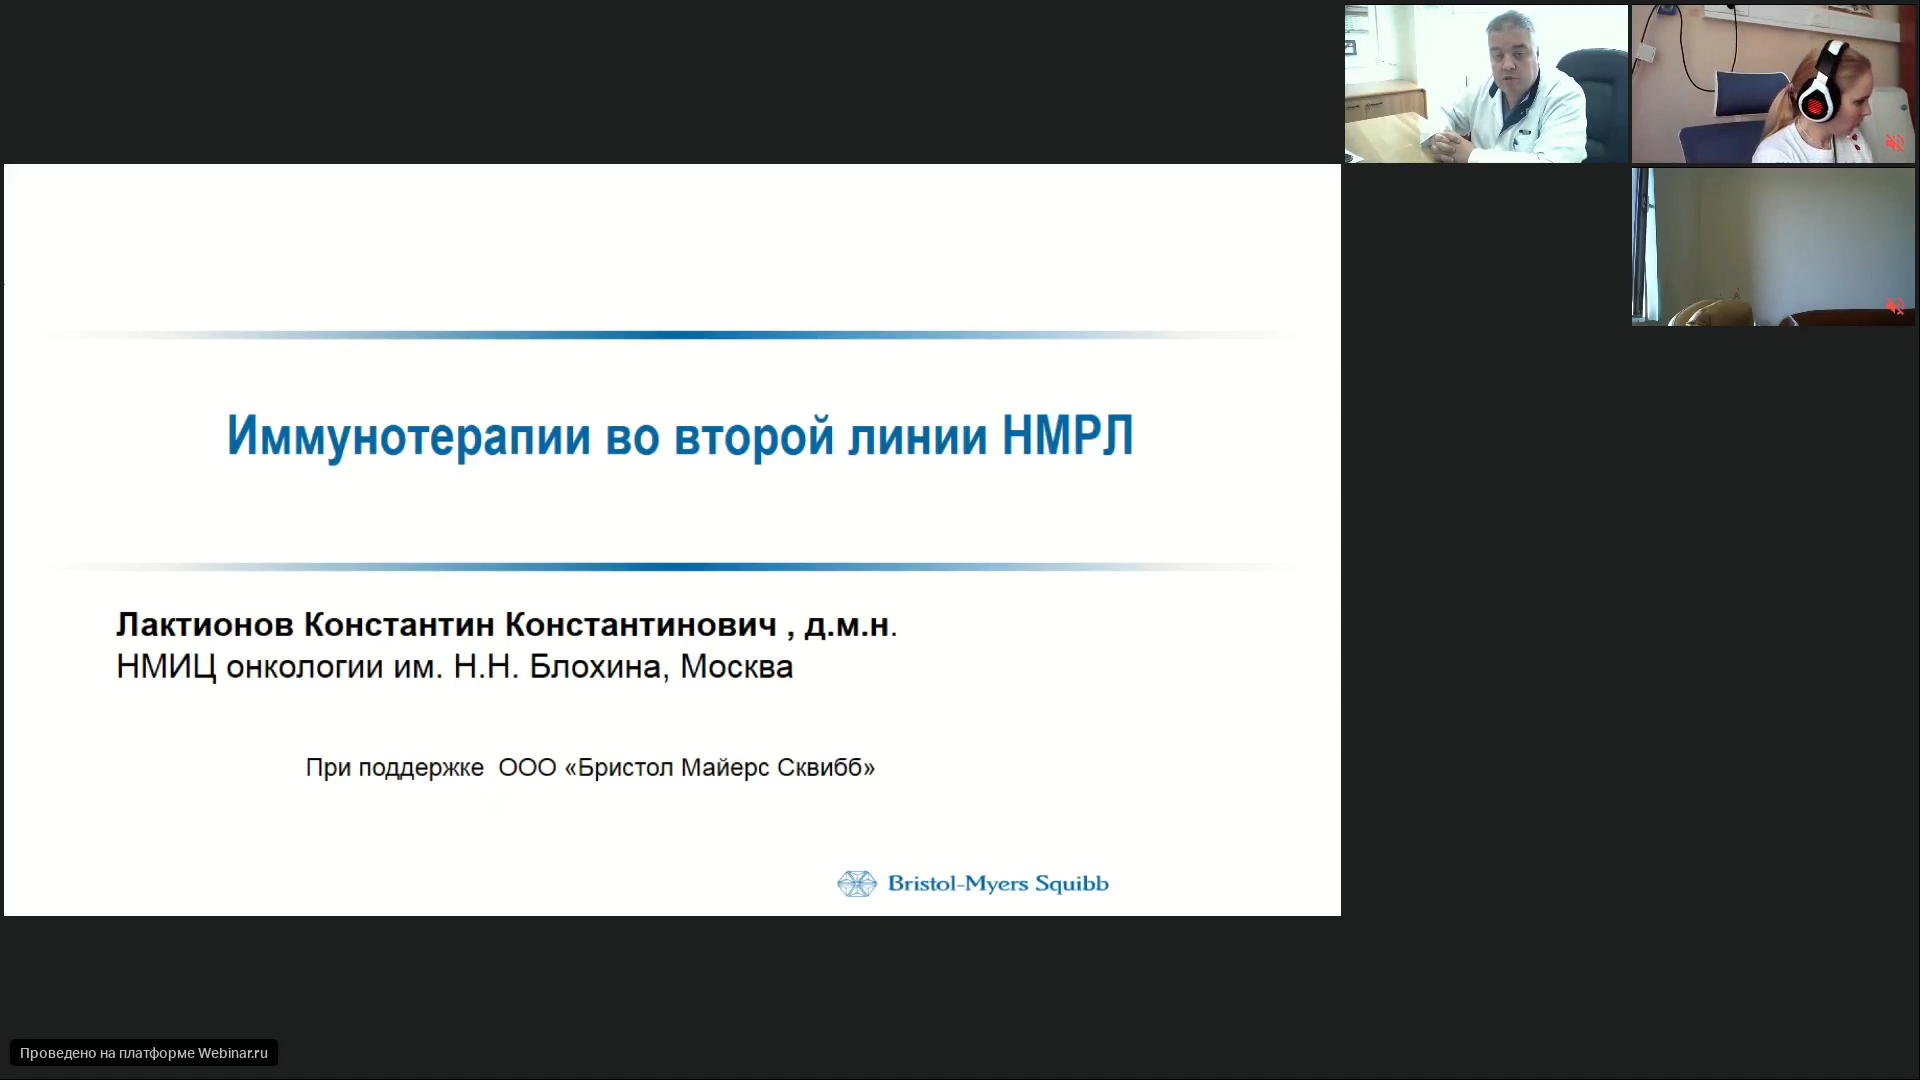 Иммунотерапии во второй линии НМРЛ
Лактионов Константин Константинович , д.м.н.
НМИЦ онкологии им. Н.Н. Блохина, Москва
При поддержке ООО «Бристол Майерс Сквибб»
Bristol-Myers Squibb
Проведено на платформе Webinar.ru